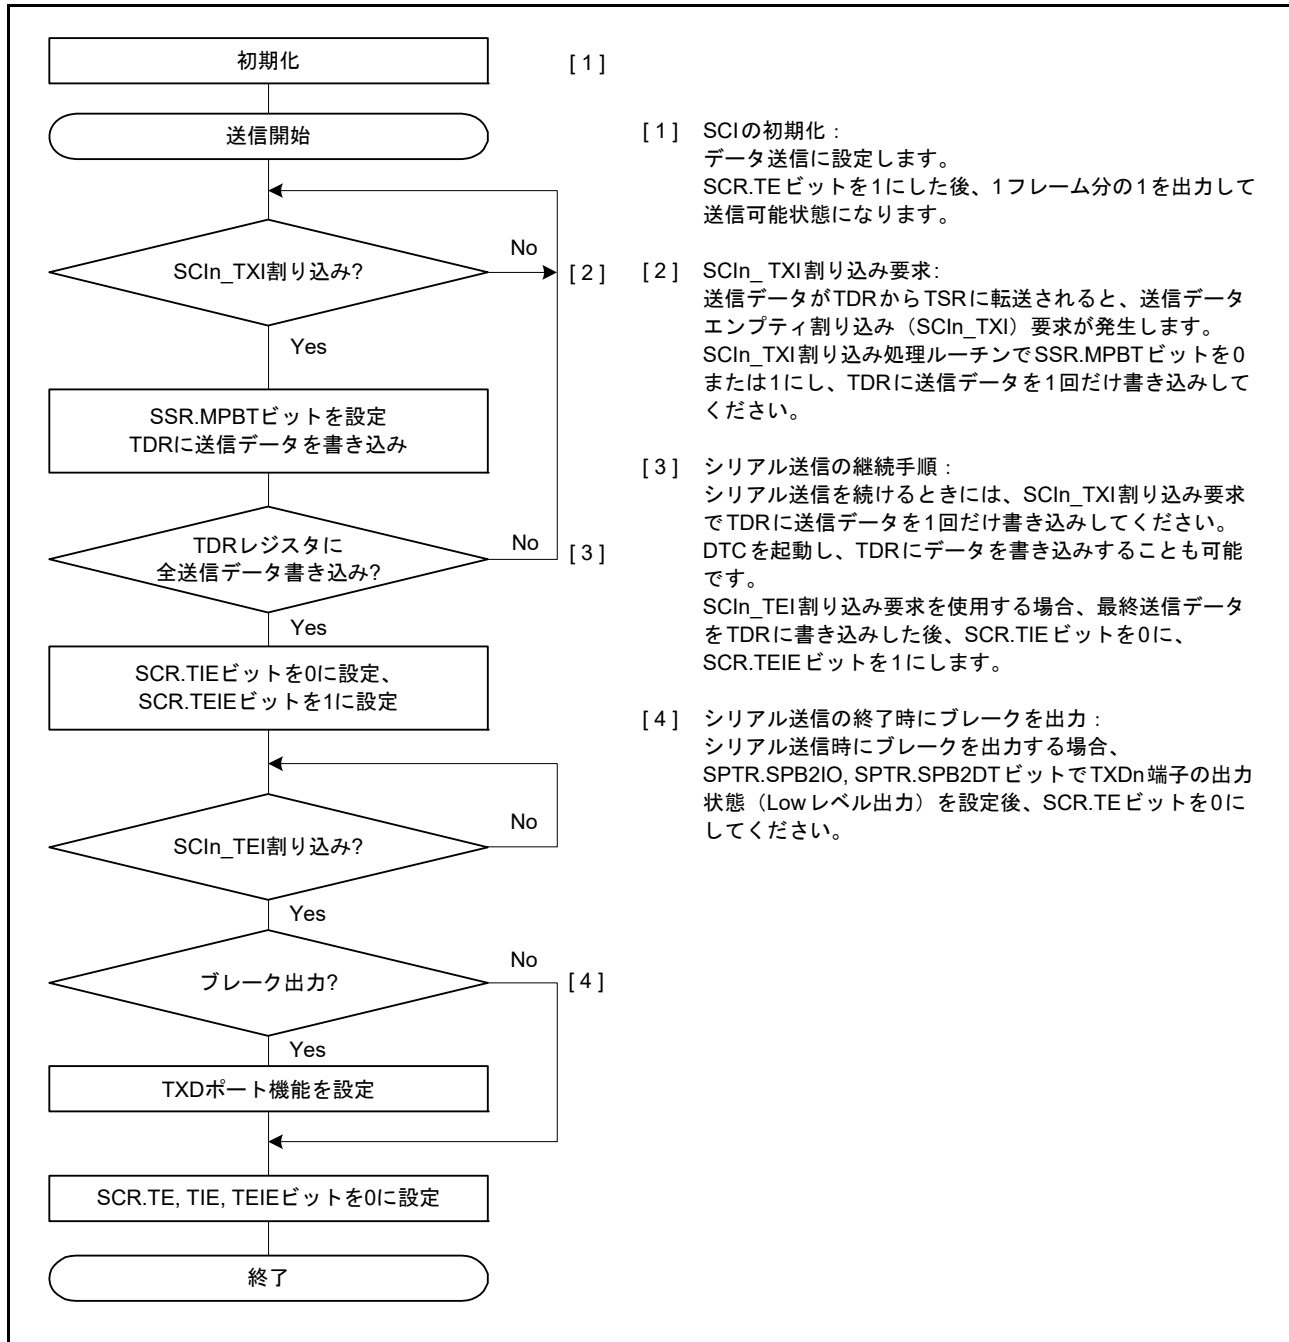 初期化
[ 1 ]
送信開始
SCIn_TXI割り込み?
No
[ 2 ]
Yes
SSR.MPBTビットを設定
TDRに送信データを書き込み
TDRレジスタに
全送信データ書き込み?
No
[ 3 ]
Yes
SCR.TIEビットを0に設定、
SCR.TEIEビットを1に設定
SCIn_TEI割り込み?
No
Yes
ブレーク出力?
No
[ 4 ]
Yes
TXDポート機能を設定
SCR.TE, TIE, TEIEビットを0に設定
終了
[ 1 ] SCIの初期化：
データ送信に設定します。
SCR.TEビットを1にした後、1フレーム分の1を出力して
送信可能状態になります。
[ 2 ] SCIn_ TXI割り込み要求:
送信データがTDRからTSRに転送されると、送信データ
エンプティ割り込み（SCIn_TXI）要求が発生します。
SCIn_TXI割り込み処理ルーチンでSSR.MPBTビットを0
または1にし、TDRに送信データを1回だけ書き込みして
ください。
[ 3 ] シリアル送信の継続手順：
シリアル送信を続けるときには、SCIn_TXI割り込み要求
でTDRに送信データを1回だけ書き込みしてください。
DTCを起動し、TDRにデータを書き込みすることも可能
です。
SCIn_TEI割り込み要求を使用する場合、最終送信データ
をTDRに書き込みした後、SCR.TIEビットを0に、
SCR.TEIEビットを1にします。
[ 4 ] シリアル送信の終了時にブレークを出力：
シリアル送信時にブレークを出力する場合、
SPTR.SPB2IO, SPTR.SPB2DTビットでTXDn端子の出力
状態（Lowレベル出力）を設定後、SCR.TEビットを0に
してください。